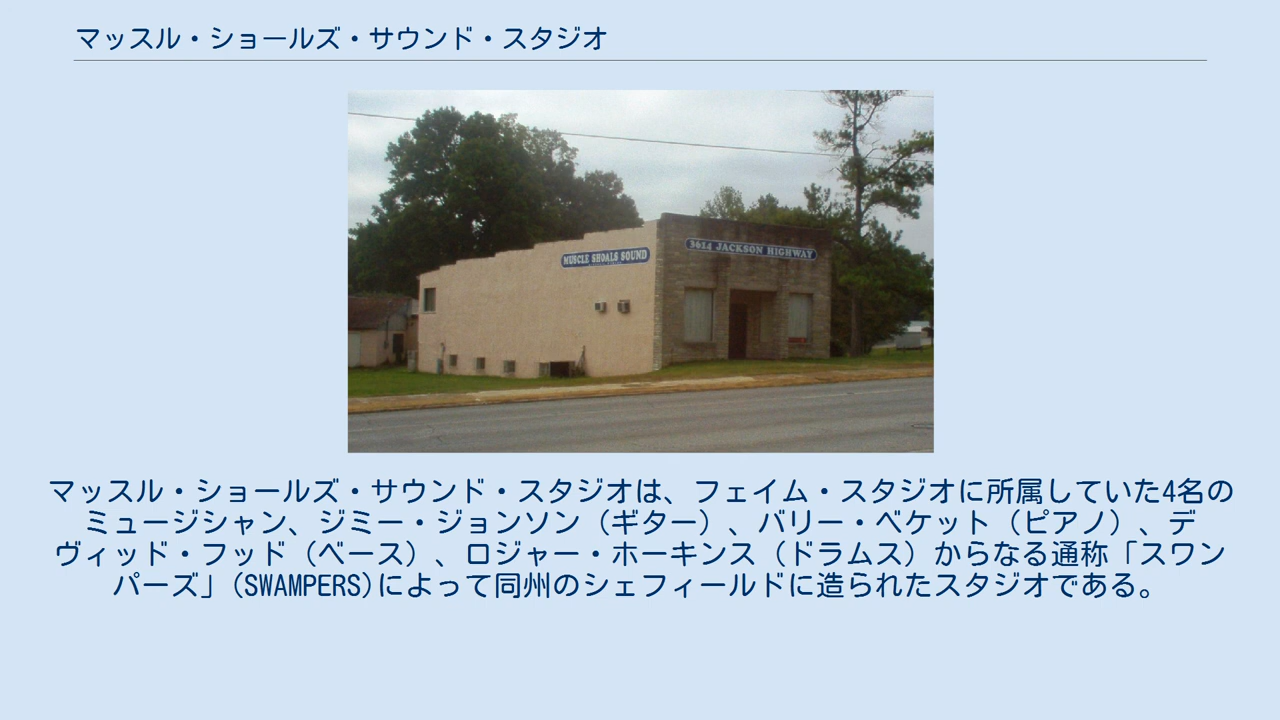 マッスル・ショールズ・サウンド・スタジオ
MUSCLE SHOALS SOUND
3614 JACKSON HIGHWAY
マッスル・ショールズ・サウンド・スタジオは、フェイム・スタジオに所属していた4名の
ミュージシャン、ジミー・ジョンソン（ギター）、バリー・ベケット（ピアノ）、デ
ヴィッド・フッド（ベース）、ロジャー・ホーキンス（ドラムス）からなる通称「スワン
パーズ」(SWAMPERS)によって同州のシェフィールドに造られたスタジオである。